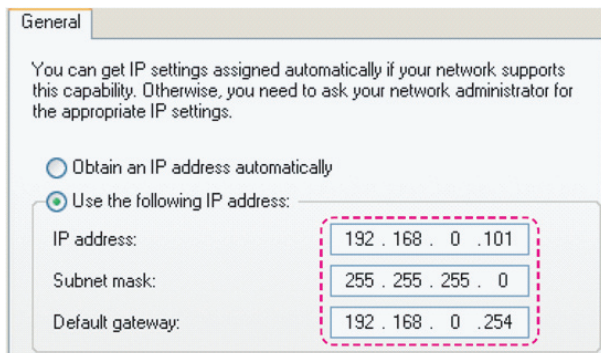 General
You can get IP settings assigned automatically if your network supports
this capability. Otherwise, you need to ask your network administrator for
the appropriate IP settings.
Obtain an IP address automatically
Use the following IP address:
IP address: 192 . 168 . 0 .101
Subnet mask: 255 . 255 . 255 . 0
Default gateway: 192 . 168 . 0 .254